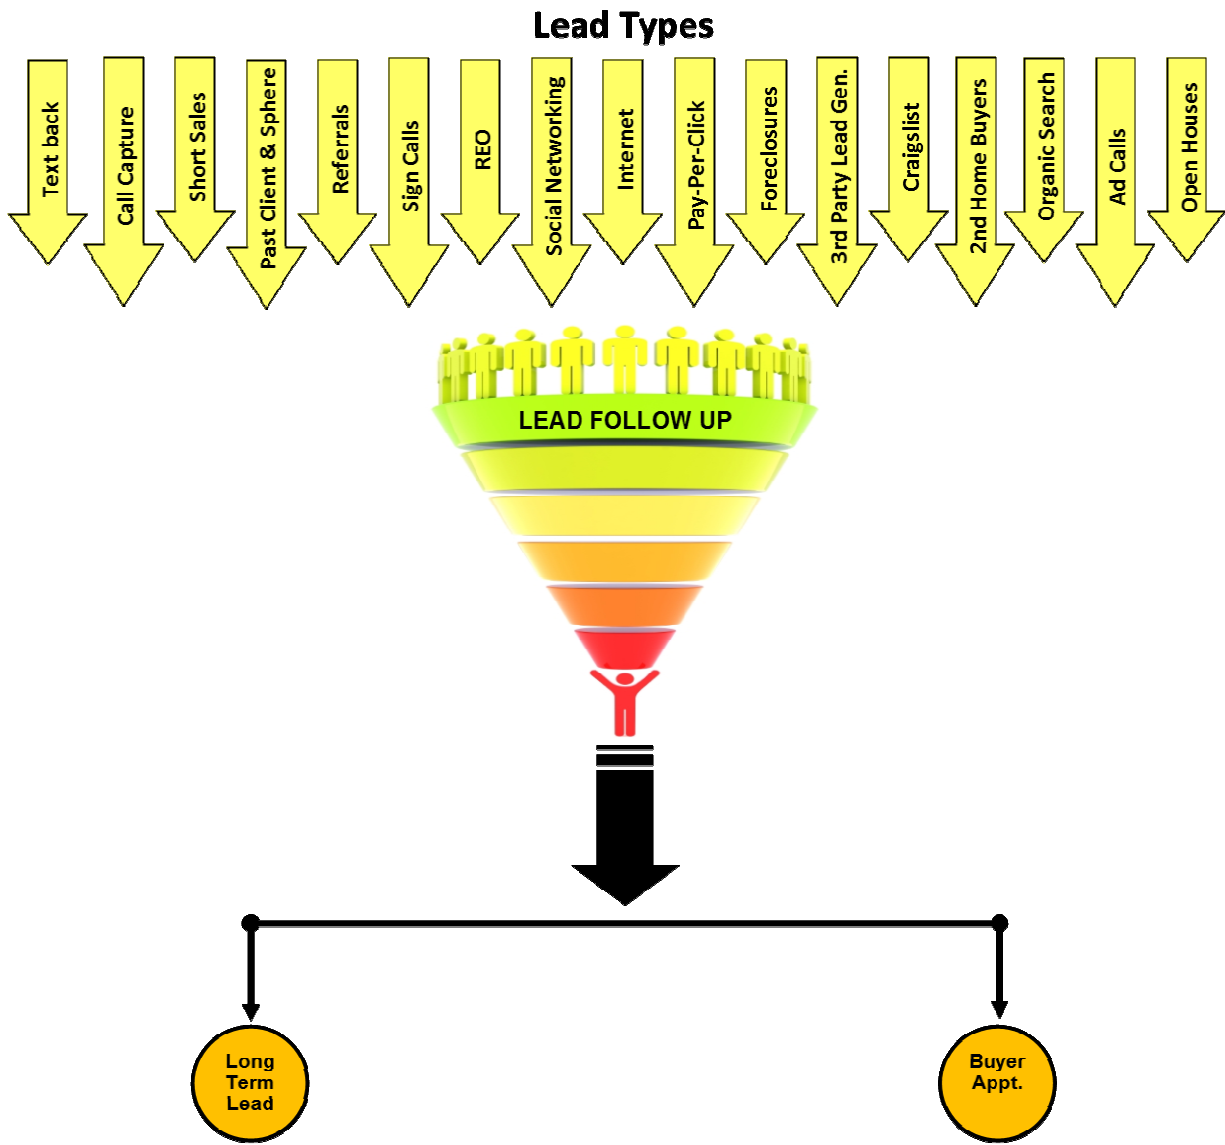 Lead Types
Text back
Call Capture
Short Sales
Past Client & Sphere
Referrals
Sign Calls
REO
Social Networking
Internet
Pay-Per-Click
Foreclosures
3rd Party Lead Gen.
Craigslist
2nd Home Buyers
Organic Search
Ad Calls
Open Houses
LEAD FOLLOW UP
Long
Term
Lead
Buyer
Appt.